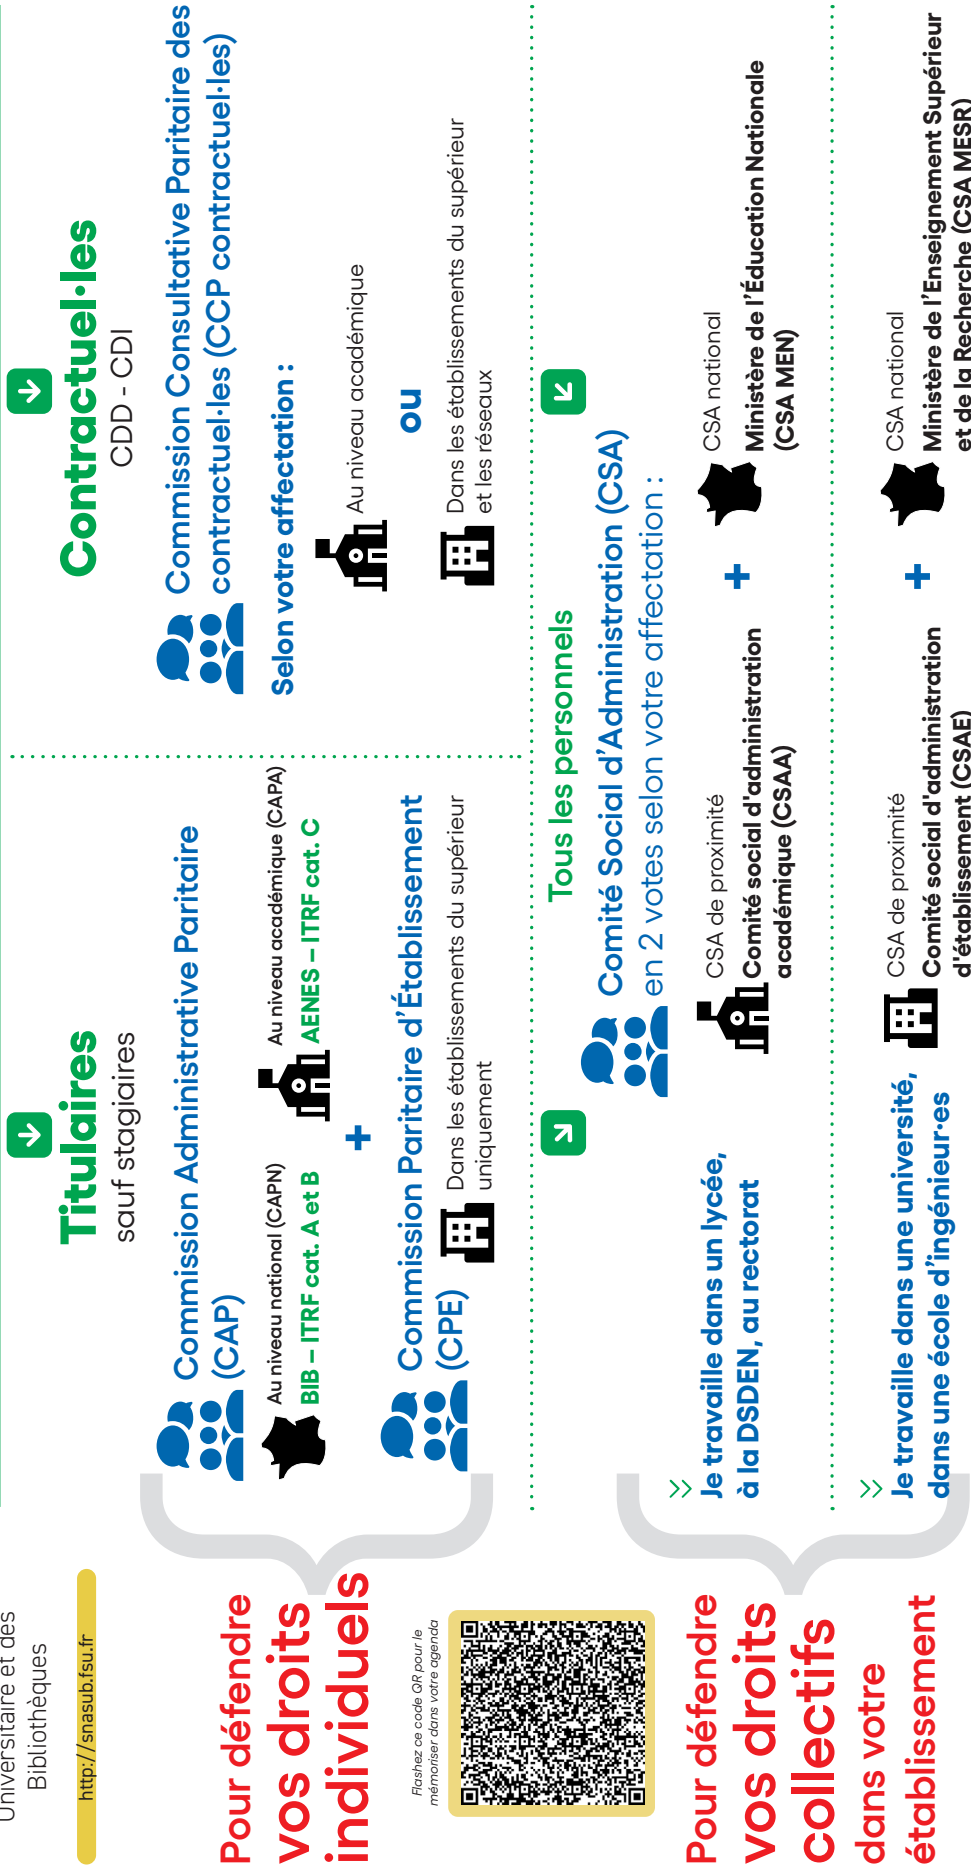 Universitaire et des
Bibliothèques
http://snasub.fsu.fr
Titulaires
sauf stagiaires
Contractuel·les
CDD - CDI
Pour défendre
vos droits
individuels
Commission Administrative Paritaire
(CAP)
Au niveau national (CAPN)
BIB – ITRF cat. A et B
Au niveau académique (CAPA)
AENES – ITRF cat. C
+
Commission Paritaire d'Établissement
(CPE)
Dans les établissements du supérieur
uniquement
Commission Consultative Paritaire des
contractuel·les (CCP contractuel·les)
Selon votre affectation :
Au niveau académique
ou
Dans les établissements du supérieur
et les réseaux
Flashez ce code QR pour le
mémoriser dans votre agenda
Tous les personnels
Comité Social d'Administration (CSA)
en 2 votes selon votre affectation :
Pour défendre
vos droits
collectifs
dans votre
établissement
Je travaille dans un lycée,
à la DSDEN, au rectorat
CSA de proximité
Comité social d'administration
académique (CSAA)
+
CSA national
Ministère de l'Éducation Nationale
(CSA MEN)
Je travaille dans une université,
dans une école d'ingénieur·es
CSA de proximité
Comité social d'administration
d'établissement (CSAE)
+
CSA national
Ministère de l'Enseignement Supérieur
et de la Recherche (CSA MESR)